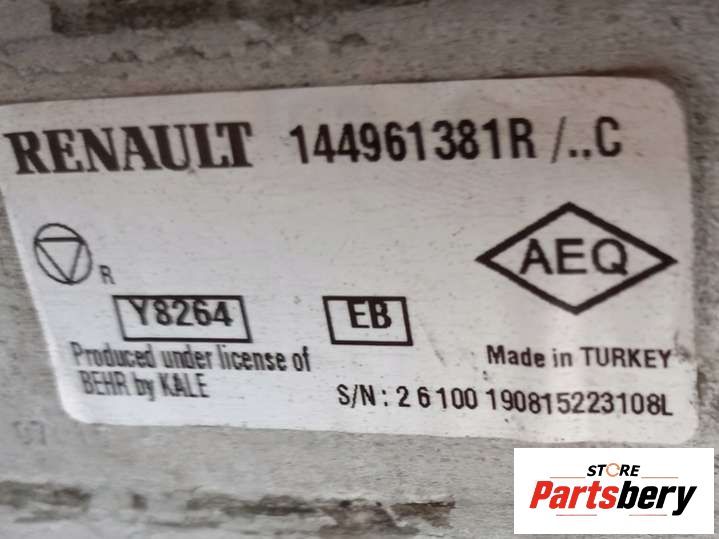 RENAULT 144961381R /..C
R
AEQ
Y8264 EB
Produced under license of
BEHR by KALE
Made in TURKEY
S/N : 2 6 100 190815223108L
STORE
Partsbery